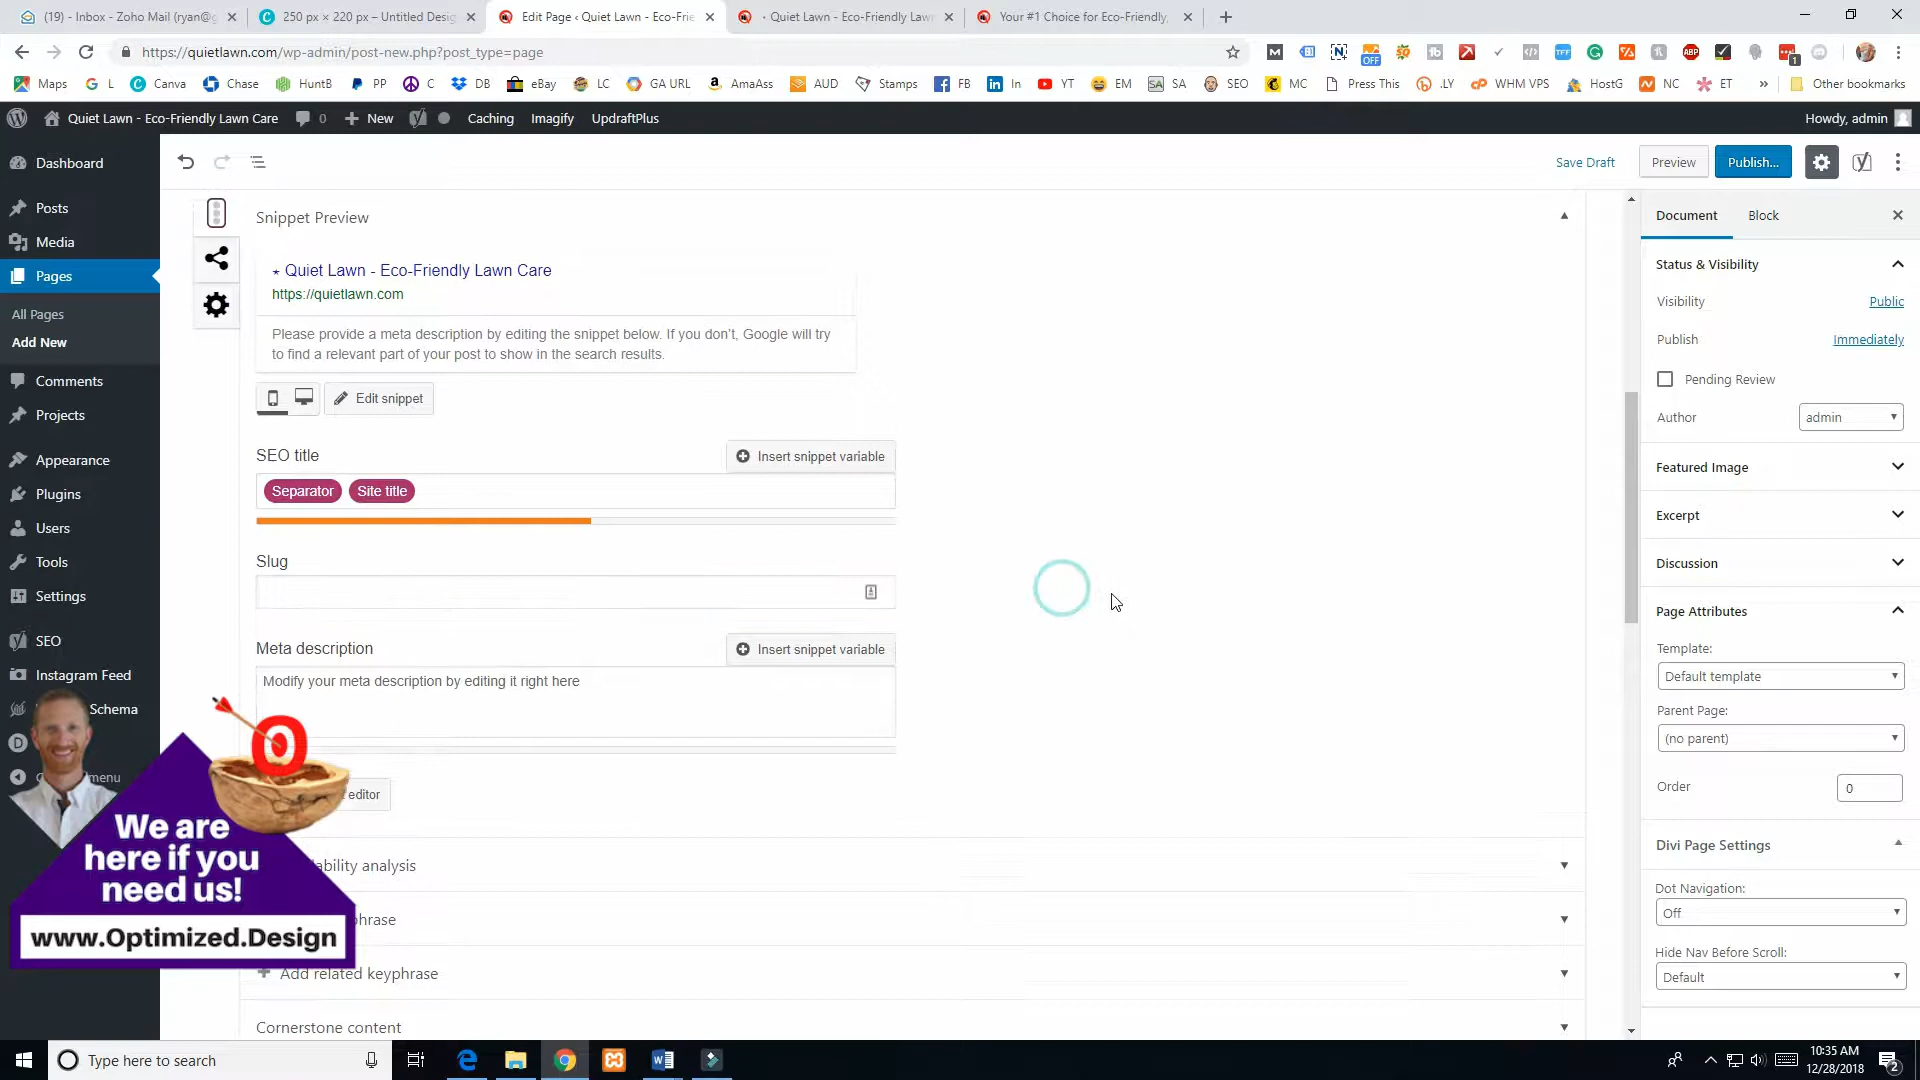 (19) - Inbox - Zoho Mail (ryan@g
250 px × 220 px – Untitled Desig
Edit Page ‹ Quiet Lawn - Eco-Frie
· Quiet Lawn - Eco-Friendly Lawn
Your #1 Choice for Eco-Friendly,
https://quietlawn.com/wp-admin/post-new.php?post_type=page
Maps
G L
Canva
Chase
HuntB
PP
C
DB
eBay
LC
GA URL
AmaAss
AUD
Stamps
FB
In
YT
EM
SA
SEO
MC
Press This
.LY
WHM VPS
HostG
NC
ET
Other bookmarks
Quiet Lawn - Eco-Friendly Lawn Care
0
New
Caching
Imagify
UpdraftPlus
Howdy, admin
Dashboard
Posts
Media
Pages
All Pages
Add New
Comments
Projects
Appearance
Plugins
Users
Tools
Settings
SEO
Instagram Feed
Schema
menu
Save Draft
Preview
Publish...
Snippet Preview
⋆ Quiet Lawn - Eco-Friendly Lawn Care
https://quietlawn.com
Please provide a meta description by editing the snippet below. If you don't, Google will try
to find a relevant part of your post to show in the search results.
Edit snippet
SEO title
Insert snippet variable
Separator
Site title
Slug
Meta description
Insert snippet variable
Modify your meta description by editing it right here
editor
ability analysis
phrase
Add related keyphrase
Cornerstone content
Document
Block
Status & Visibility
Visibility
Public
Publish
Immediately
Pending Review
Author
admin
Featured Image
Excerpt
Discussion
Page Attributes
Template:
Default template
Parent Page:
(no parent)
Order
0
Divi Page Settings
Dot Navigation:
Off
Hide Nav Before Scroll:
Default
We are
here if you
need us!
www.Optimized.Design
Type here to search
10:35 AM
12/28/2018
2